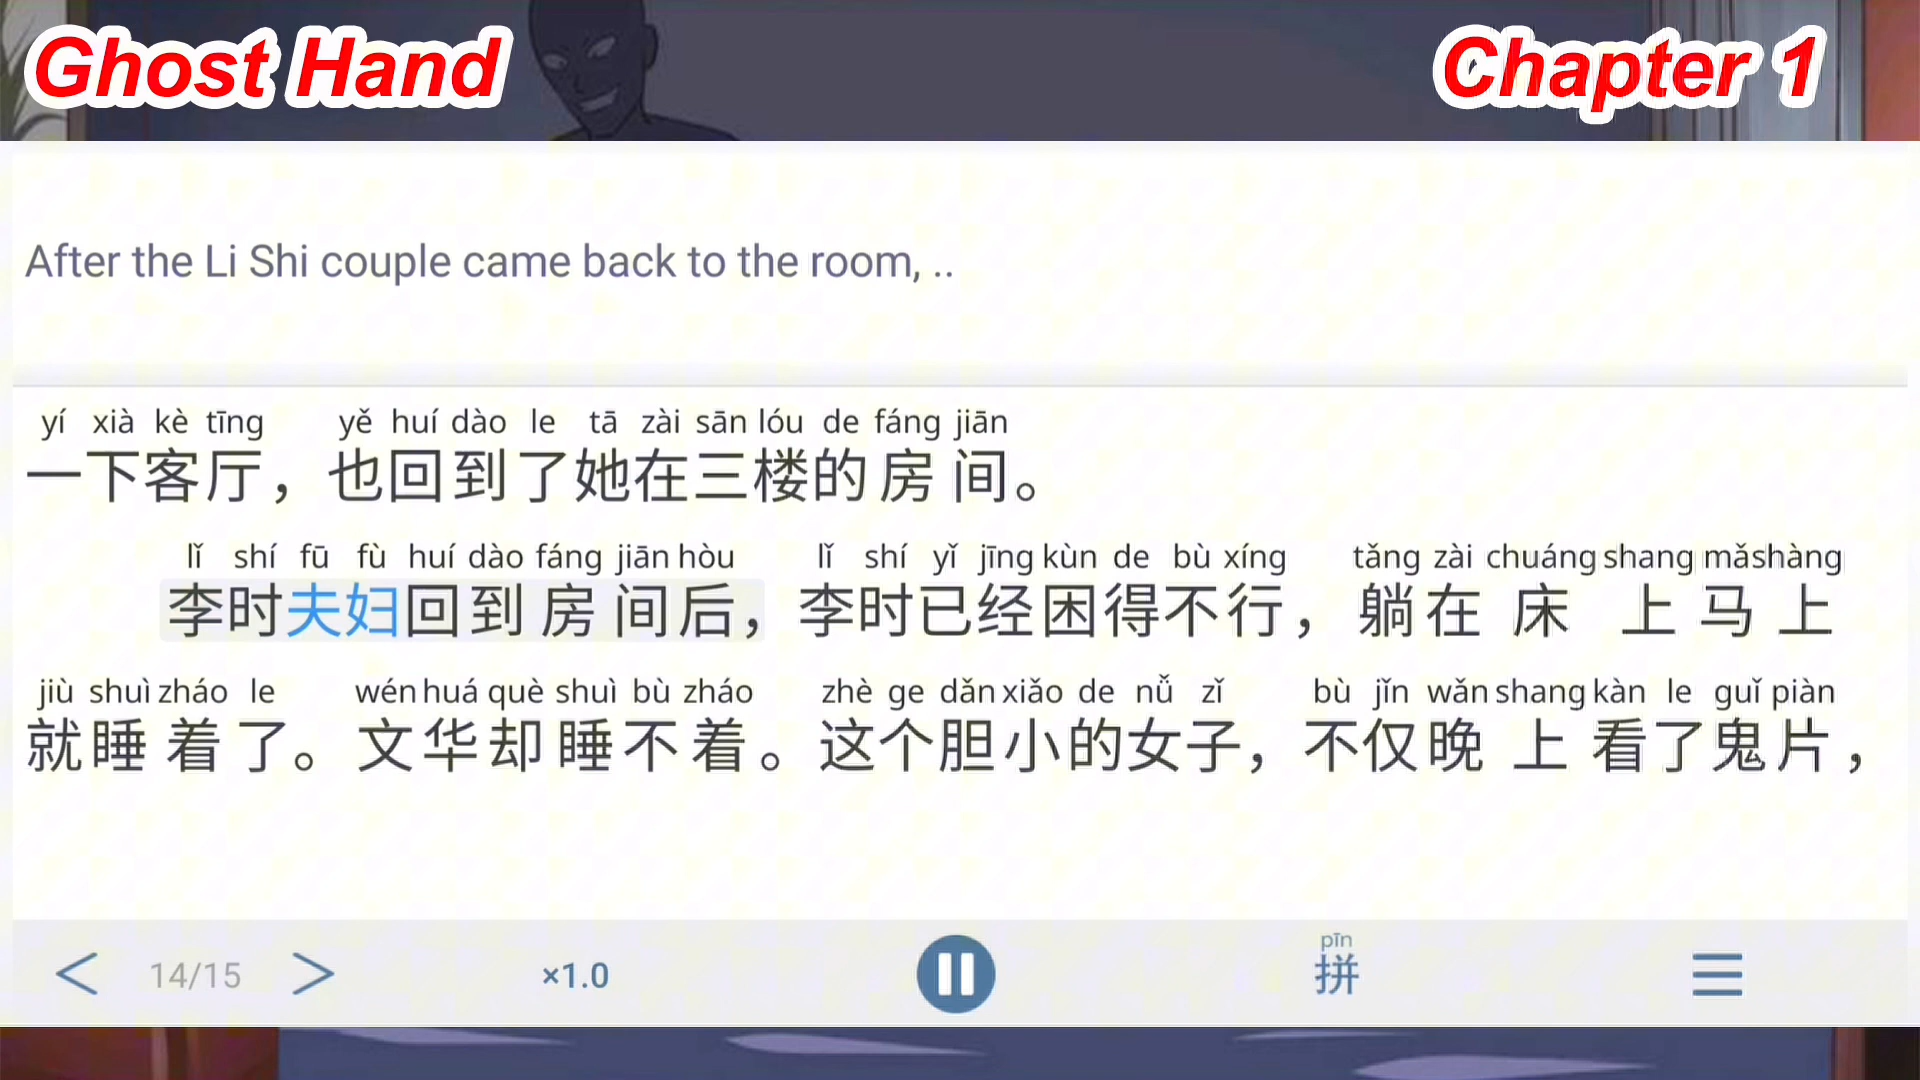 Ghost Hand
Chapter 1
After the Li Shi couple came back to the room, ..
yí xià kè tīng yě huí dào le tā zài sān lóu de fáng jiān
一下客厅，也回到了她在三楼的房间。
lǐ shí fū fù huí dào fáng jiān hòu lǐ shí yǐ jīng kùn de bù xíng tǎng zài chuáng shang mǎshàng
李时夫妇回到房间后，李时已经困得不行，躺在床上马上
jiù shuì zháo le wén huá què shuì bù zháo zhè ge dǎn xiǎo de nǚ zǐ bù jǐn wǎn shang kàn le guǐ piàn
就睡着了。文华却睡不着。这个胆小的女子，不仅晚上看了鬼片，
< 14/15 > ×1.0
pīn
拼